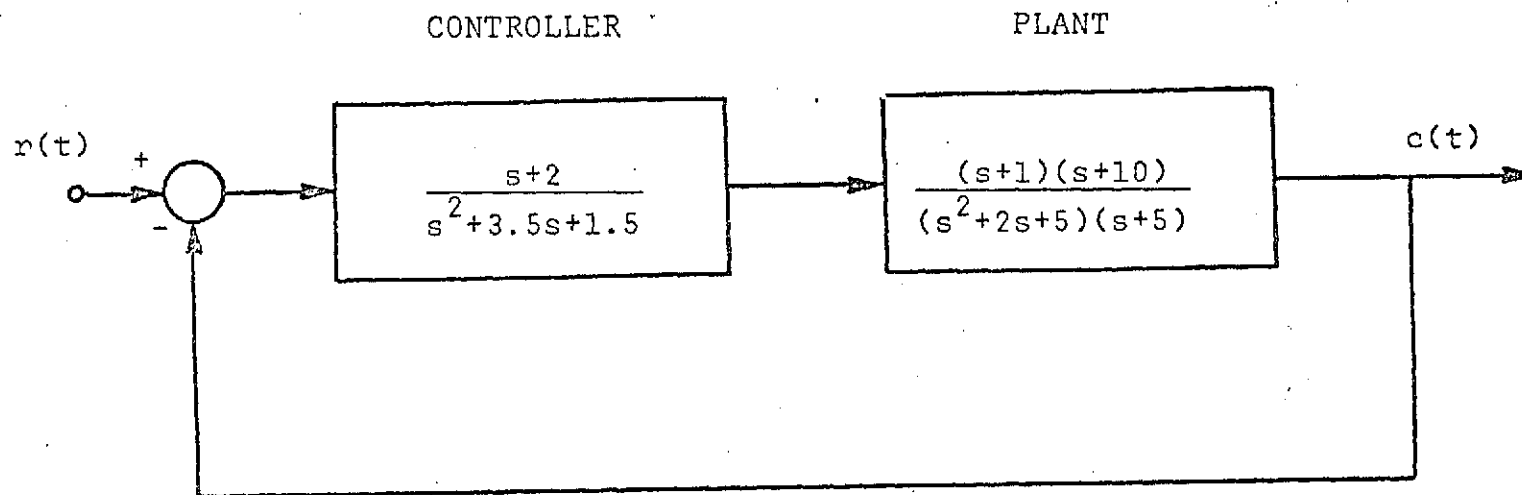 CONTROLLER
PLANT
r(t)
+
-
s+2
s²+3.5s+1.5
(s+1)(s+10)
(s²+2s+5)(s+5)
c(t)